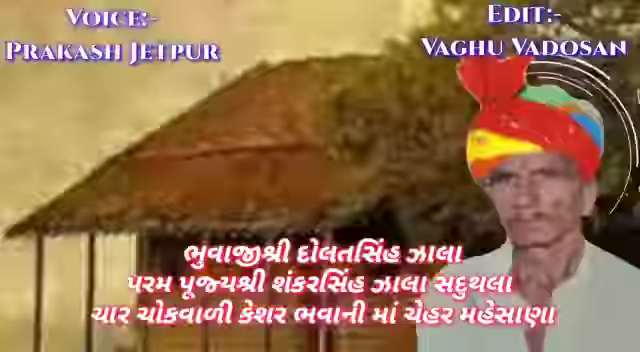 VOICE:-
PRAKASH JETPUR
EDIT:-
VAGHU VADOSAN
ભુવાજીશ્રી દોલતસિંહ ઝાલા
પરમ પૂજ્યશ્રી શંકરસિંહ ઝાલા સદુથલા
ચાર ચોકવાળી કેશર ભવાની માં ચેહર મહેસાણા